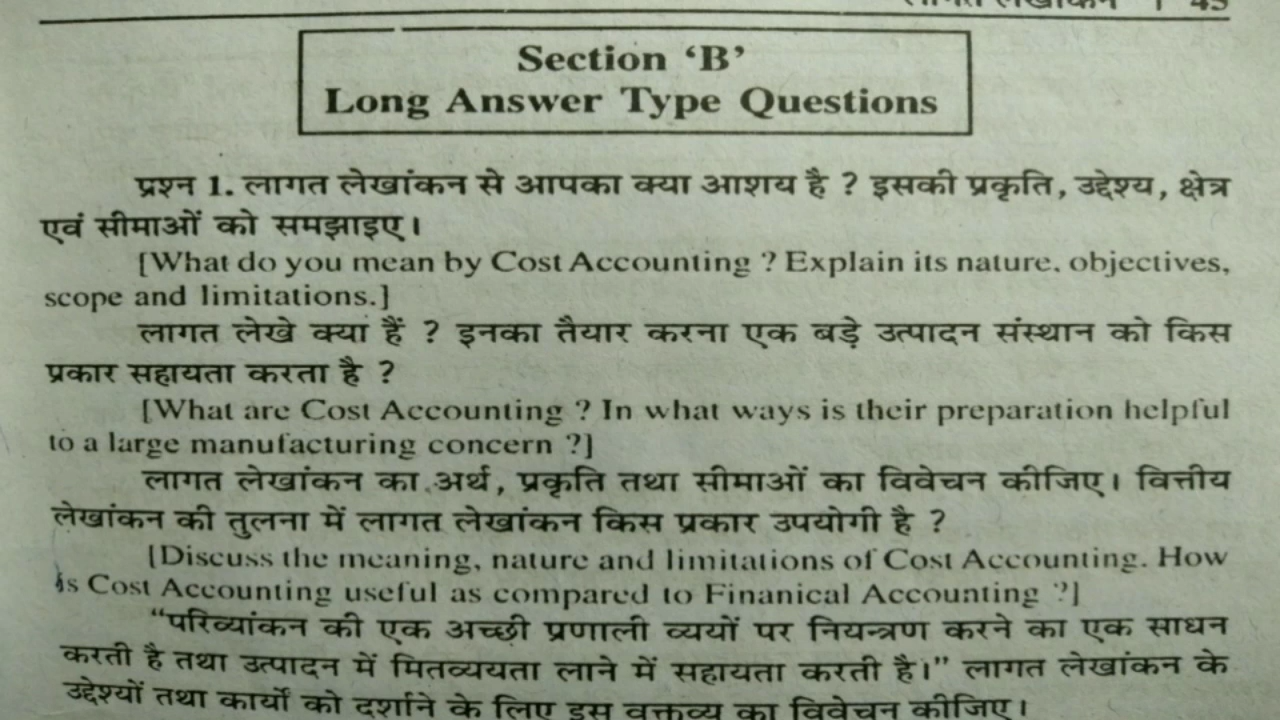 लागत लेखांकन | 45
Section ‘B’
Long Answer Type Questions
प्रश्न 1. लागत लेखांकन से आपका क्या आशय है ? इसकी प्रकृति, उद्देश्य, क्षेत्र
एवं सीमाओं को समझाइए।
[What do you mean by Cost Accounting ? Explain its nature, objectives,
scope and limitations.]
लागत लेखे क्या हैं ? इनका तैयार करना एक बड़े उत्पादन संस्थान को किस
प्रकार सहायता करता है ?
[What are Cost Accounting ? In what ways is their preparation helpful
to a large manufacturing concern ?]
लागत लेखांकन का अर्थ, प्रकृति तथा सीमाओं का विवेचन कीजिए। वित्तीय
लेखांकन की तुलना में लागत लेखांकन किस प्रकार उपयोगी है ?
[Discuss the meaning, nature and limitations of Cost Accounting. How
is Cost Accounting useful as compared to Finanical Accounting ?]
“परिव्यांकन की एक अच्छी प्रणाली व्ययों पर नियन्त्रण करने का एक साधन
करती है तथा उत्पादन में मितव्ययता लाने में सहायता करती है।” लागत लेखांकन के
उद्देश्यों तथा कार्यों को दर्शाने के लिए इस वक्तव्य का विवेचन कीजिए।